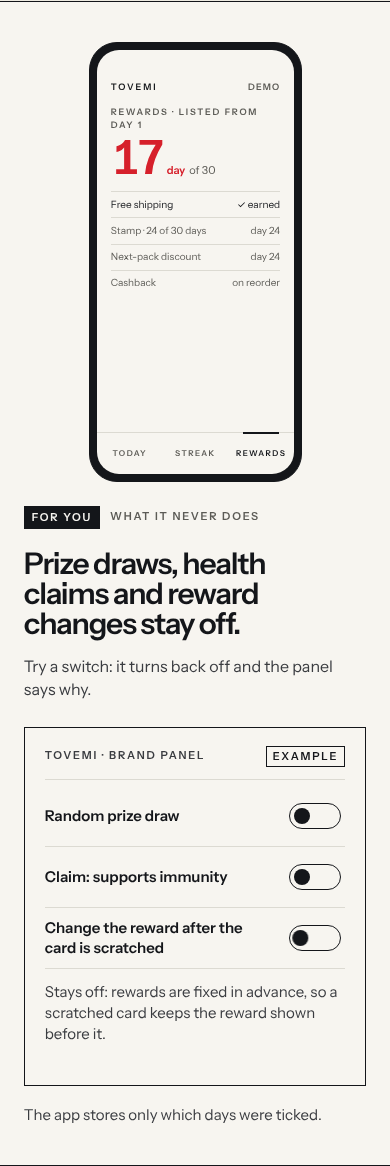 TOVEMI
DEMO
REWARDS · LISTED FROM
DAY 1
17 day of 30
Free shipping ✓ earned
Stamp · 24 of 30 days day 24
Next-pack discount day 24
Cashback on reorder
TODAY STREAK REWARDS
FOR YOU WHAT IT NEVER DOES
Prize draws, health
claims and reward
changes stay off.
Try a switch: it turns back off and the panel
says why.
TOVEMI · BRAND PANEL EXAMPLE
Random prize draw
Claim: supports immunity
Change the reward after the
card is scratched
Stays off: rewards are fixed in advance, so a
scratched card keeps the reward shown
before it.
The app stores only which days were ticked.